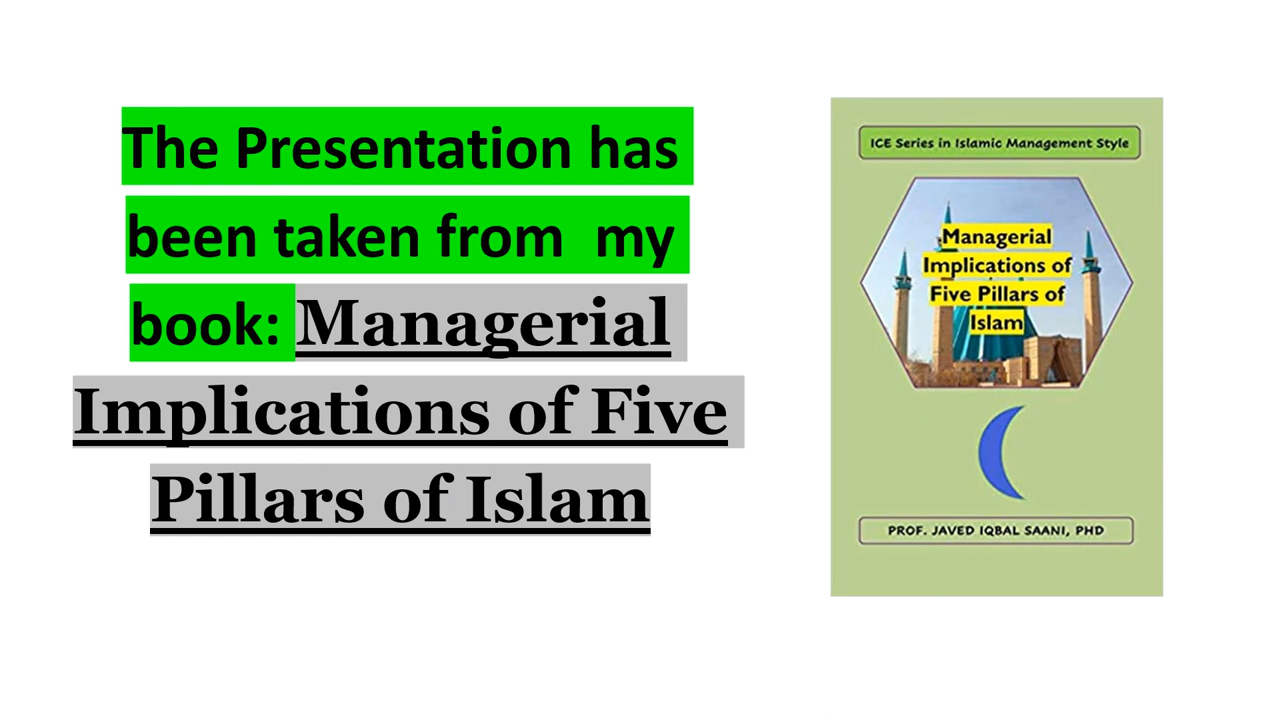 The Presentation has
been taken from  my
book: Managerial
Implications of Five
Pillars of Islam
ICE Series in Islamic Management Style
Managerial
Implications of
Five Pillars of
Islam
PROF. JAVED IQBAL SAANI, PHD